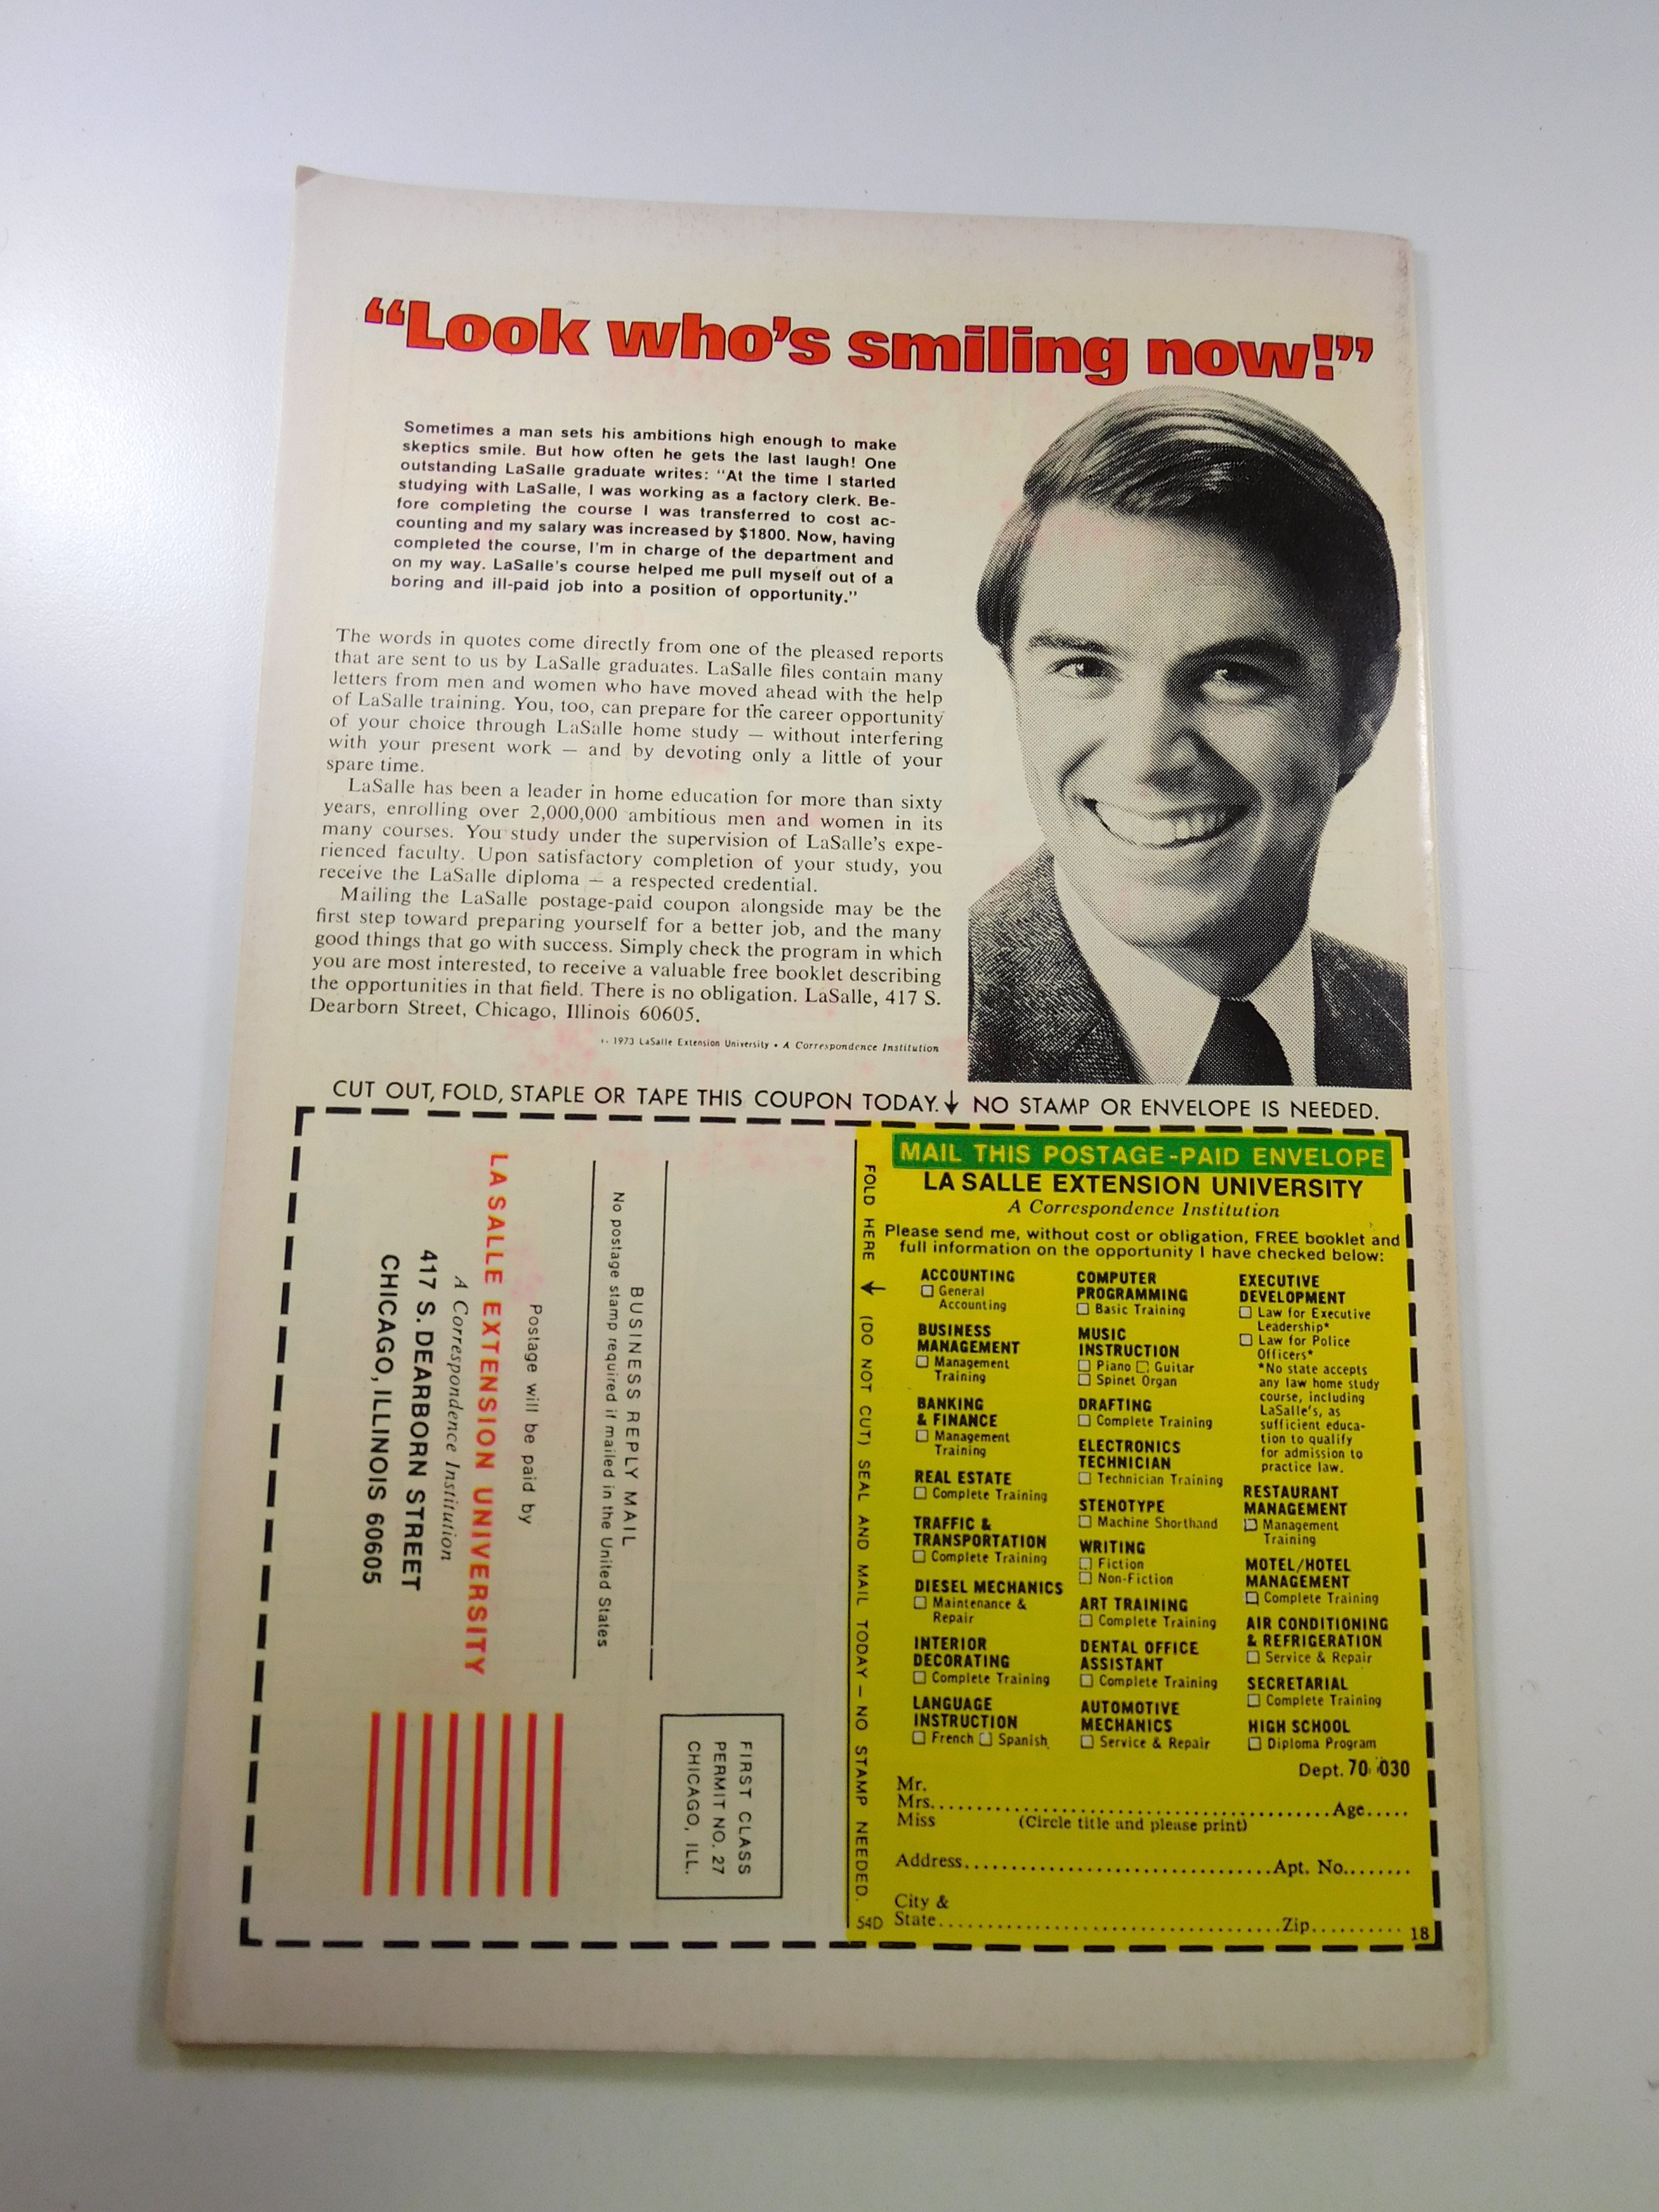 “Look who’s smiling now!”
Sometimes a man sets his ambitions high enough to make
skeptics smile. But how often he gets the last laugh! One
outstanding LaSalle graduate writes: “At the time I started
studying with LaSalle, I was working as a factory clerk. Be-
fore completing the course I was transferred to cost ac-
counting and my salary was increased by $1800. Now, having
completed the course, I’m in charge of the department and
on my way. LaSalle’s course helped me pull myself out of a
boring and ill-paid job into a position of opportunity.”
The words in quotes come directly from one of the pleased reports
that are sent to us by LaSalle graduates. LaSalle files contain many
letters from men and women who have moved ahead with the help
of LaSalle training. You, too, can prepare for the career opportunity
of your choice through LaSalle home study — without interfering
with your present work — and by devoting only a little of your
spare time.
LaSalle has been a leader in home education for more than sixty
years, enrolling over 2,000,000 ambitious men and women in its
many courses. You study under the supervision of LaSalle’s expe-
rienced faculty. Upon satisfactory completion of your study, you
receive the LaSalle diploma — a respected credential.
Mailing the LaSalle postage-paid coupon alongside may be the
first step toward preparing yourself for a better job, and the many
good things that go with success. Simply check the program in which
you are most interested, to receive a valuable free booklet describing
the opportunities in that field. There is no obligation. LaSalle, 417 S.
Dearborn Street, Chicago, Illinois 60605.
1973 LaSalle Extension University • A Correspondence Institution
CUT OUT, FOLD, STAPLE OR TAPE THIS COUPON TODAY.↓ NO STAMP OR ENVELOPE IS NEEDED.
FIRST CLASS
PERMIT NO. 27
CHICAGO, ILL.
BUSINESS REPLY MAIL
No postage stamp required if mailed in the United States
Postage will be paid by
LA SALLE EXTENSION UNIVERSITY
A Correspondence Institution
417 S. DEARBORN STREET
CHICAGO, ILLINOIS 60605
FOLD HERE → (DO NOT CUT) SEAL AND MAIL TODAY — NO STAMP NEEDED.
MAIL THIS POSTAGE-PAID ENVELOPE
LA SALLE EXTENSION UNIVERSITY
A Correspondence Institution
Please send me, without cost or obligation, FREE booklet and
full information on the opportunity I have checked below:
ACCOUNTING
☐ General
Accounting
BUSINESS
MANAGEMENT
☐ Management
Training
BANKING
& FINANCE
☐ Management
Training
REAL ESTATE
☐ Complete Training
TRAFFIC &
TRANSPORTATION
☐ Complete Training
DIESEL MECHANICS
☐ Maintenance &
Repair
INTERIOR
DECORATING
☐ Complete Training
LANGUAGE
INSTRUCTION
☐ French ☐ Spanish
COMPUTER
PROGRAMMING
☐ Basic Training
MUSIC
INSTRUCTION
☐ Piano ☐ Guitar
☐ Spinet Organ
DRAFTING
☐ Complete Training
ELECTRONICS
TECHNICIAN
☐ Technician Training
STENOTYPE
☐ Machine Shorthand
WRITING
☐ Fiction
☐ Non-Fiction
ART TRAINING
☐ Complete Training
DENTAL OFFICE
ASSISTANT
☐ Complete Training
AUTOMOTIVE
MECHANICS
☐ Service & Repair
EXECUTIVE
DEVELOPMENT
☐ Law for Executive
Leadership*
☐ Law for Police
Officers*
*No state accepts
any law home study
course, including
LaSalle’s, as
sufficient educa-
tion to qualify
for admission to
practice law.
RESTAURANT
MANAGEMENT
☐ Management
Training
MOTEL/HOTEL
MANAGEMENT
☐ Complete Training
AIR CONDITIONING
& REFRIGERATION
☐ Service & Repair
SECRETARIAL
☐ Complete Training
HIGH SCHOOL
☐ Diploma Program
Dept. 70-030
Mr.
Mrs. Age
Miss (Circle title and please print)
Address Apt. No.
City &
State Zip
S4D
18